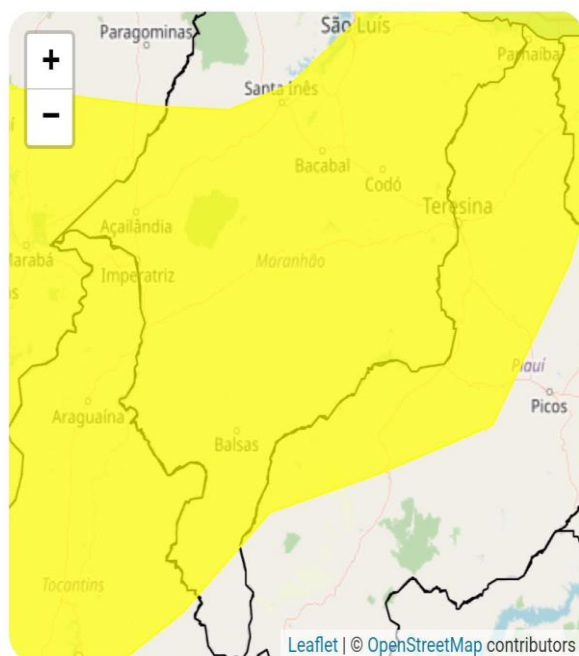 Paragominas
São Luís
+
Parnaíba
Santa Inês
−
Bacabal
Codó
Teresina
Açailândia
Marabá
Maranhão
Imperatriz
Piauí
Picos
Araguaína
Balsas
Tocantins
Leaflet | © OpenStreetMap contributors